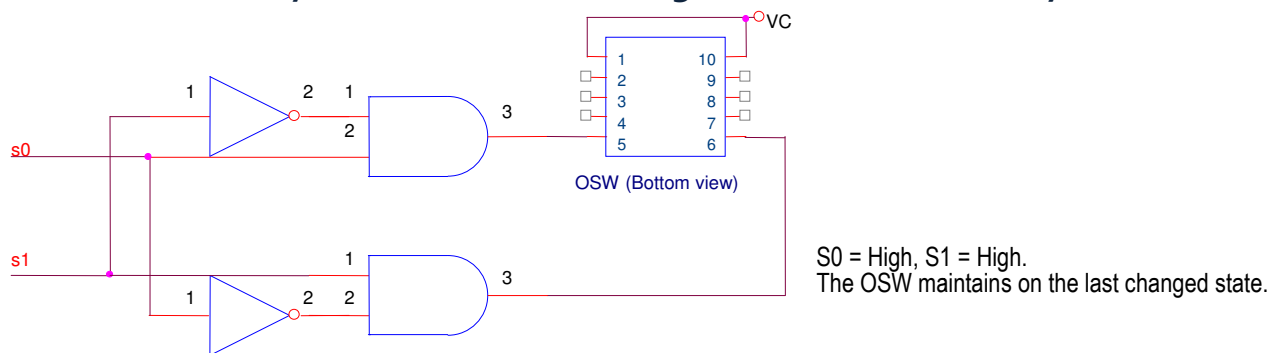 VC
1 10
2 9
3 8
4 7
5 6
OSW (Bottom view)
1 2 1
2
3
s0
s1
1
1 2 2
3
S0 = High, S1 = High.
The OSW maintains on the last changed state.